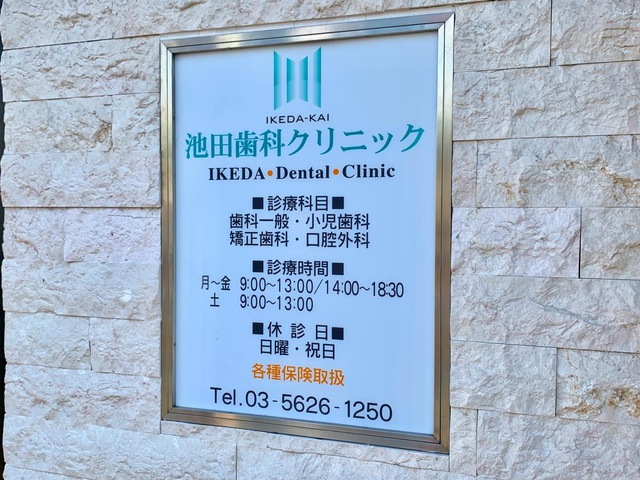 IKEDA-KAI
池田歯科クリニック
IKEDA・Dental・Clinic
■診療科目■
歯科一般・小児歯科
矯正歯科・口腔外科
■診療時間■
月～金 9:00～13:00/14:00～18:30
土 9:00～13:00
■休診日■
日曜・祝日
各種保険取扱
Tel.03-5626-1250